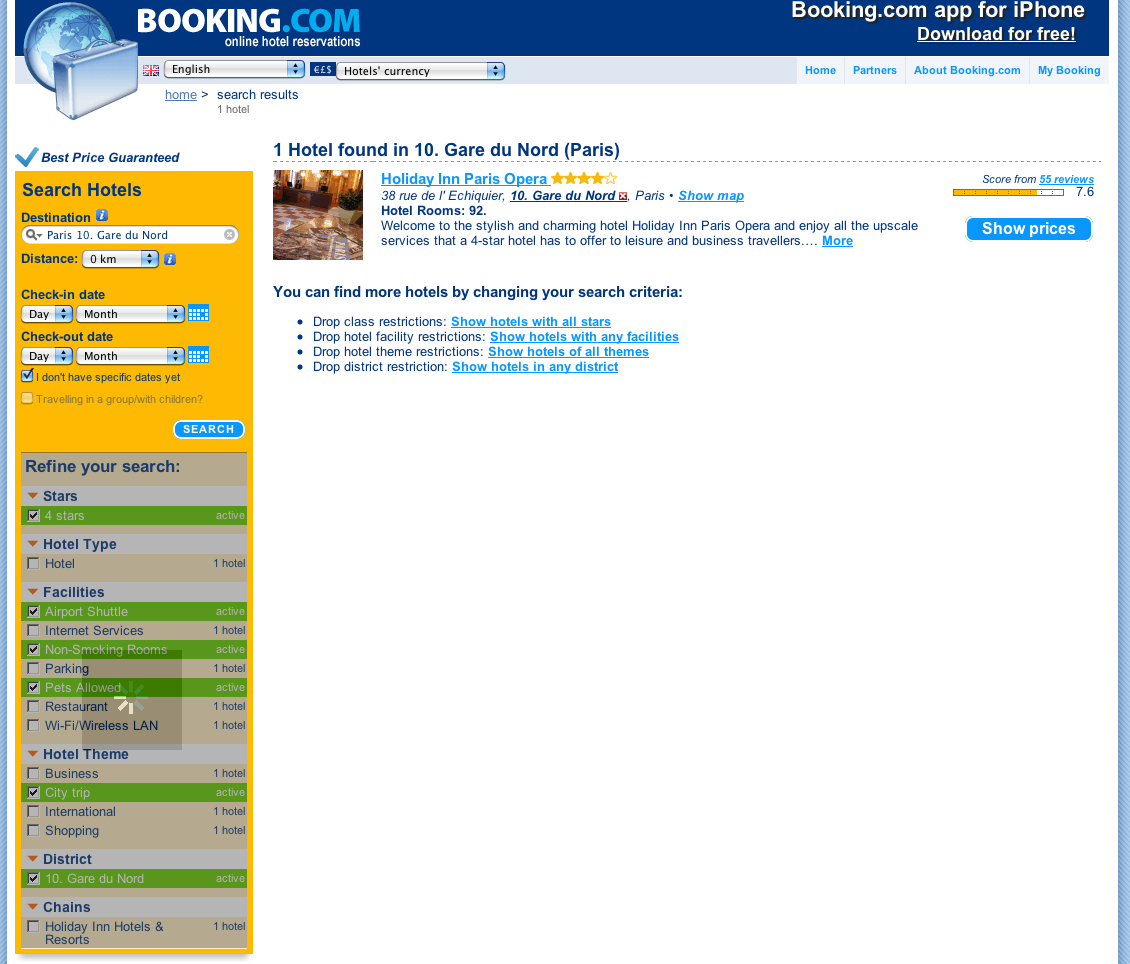 BOOKING.COM
online hotel reservations
Booking.com app for iPhone
Download for free!
English
€£$
Hotels' currency
Home
Partners
About Booking.com
My Booking
home > search results
1 hotel
Best Price Guaranteed
Search Hotels
Destination i
Paris 10. Gare du Nord
Distance: 0 km i
Check-in date
Day Month
Check-out date
Day Month
I don't have specific dates yet
Travelling in a group/with children?
SEARCH
Refine your search:
Stars
4 stars active
Hotel Type
Hotel 1 hotel
Facilities
Airport Shuttle active
Internet Services 1 hotel
Non-Smoking Rooms active
Parking 1 hotel
Pets Allowed active
Restaurant 1 hotel
Wi-Fi/Wireless LAN 1 hotel
Hotel Theme
Business 1 hotel
City trip active
International 1 hotel
Shopping 1 hotel
District
10. Gare du Nord active
Chains
Holiday Inn Hotels & 1 hotel
Resorts
1 Hotel found in 10. Gare du Nord (Paris)
Holiday Inn Paris Opera
38 rue de l' Echiquier, 10. Gare du Nord, Paris • Show map
Hotel Rooms: 92.
Welcome to the stylish and charming hotel Holiday Inn Paris Opera and enjoy all the upscale
services that a 4-star hotel has to offer to leisure and business travellers.... More
Score from 55 reviews
7.6
Show prices
You can find more hotels by changing your search criteria:
• Drop class restrictions: Show hotels with all stars
• Drop hotel facility restrictions: Show hotels with any facilities
• Drop hotel theme restrictions: Show hotels of all themes
• Drop district restriction: Show hotels in any district